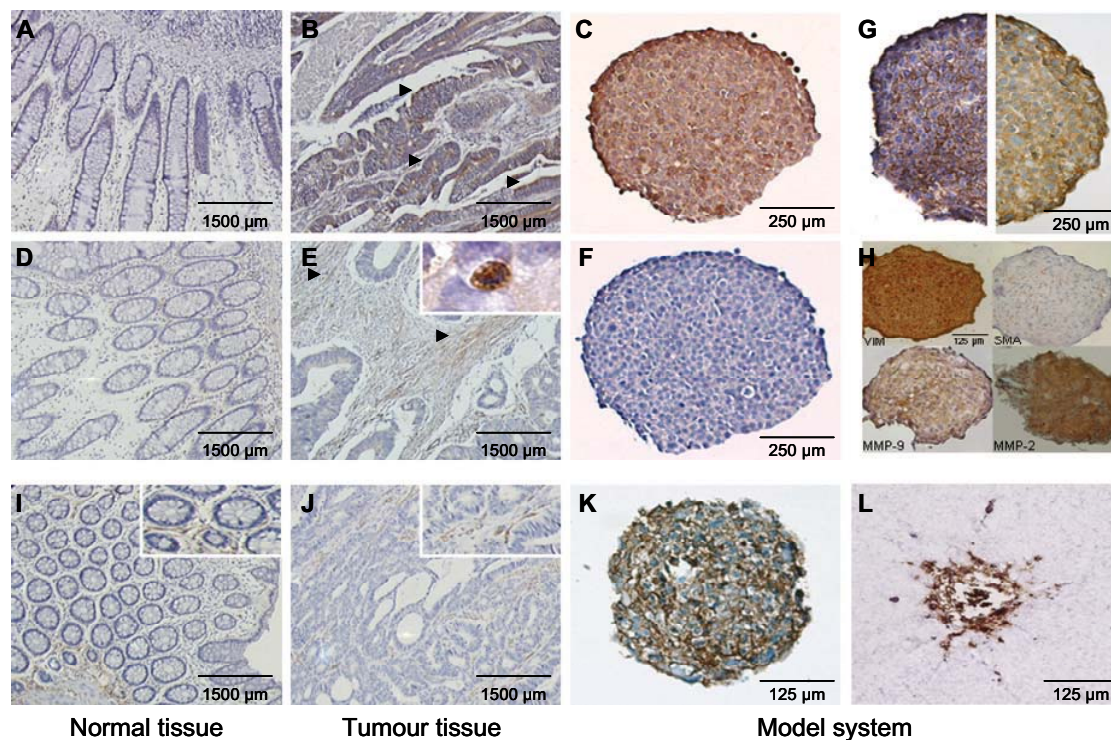 A
B
C
G
1500 µm
1500 µm
250 µm
250 µm
D
E
F
H
VIM
125 µm
SMA
1500 µm
1500 µm
250 µm
MMP-9
MMP-2
I
J
K
L
1500 µm
1500 µm
125 µm
125 µm
Normal tissue
Tumour tissue
Model system